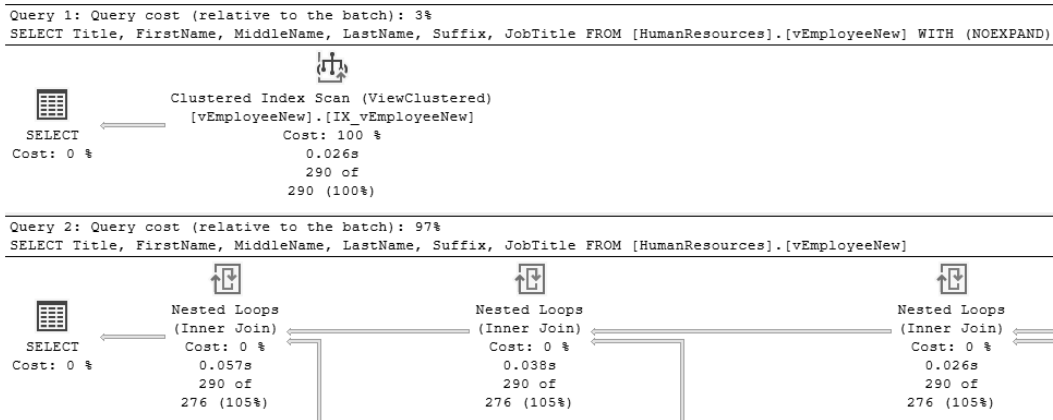 Query 1: Query cost (relative to the batch): 3%
SELECT Title, FirstName, MiddleName, LastName, Suffix, JobTitle FROM [HumanResources].[vEmployeeNew] WITH (NOEXPAND)
Clustered Index Scan (ViewClustered)
[vEmployeeNew].[IX_vEmployeeNew]
Cost: 100 %
0.026s
290 of
290 (100%)
SELECT
Cost: 0 %
Query 2: Query cost (relative to the batch): 97%
SELECT Title, FirstName, MiddleName, LastName, Suffix, JobTitle FROM [HumanResources].[vEmployeeNew]
SELECT
Cost: 0 %
Nested Loops
(Inner Join)
Cost: 0 %
0.057s
290 of
276 (105%)
Nested Loops
(Inner Join)
Cost: 0 %
0.038s
290 of
276 (105%)
Nested Loops
(Inner Join)
Cost: 0 %
0.026s
290 of
276 (105%)